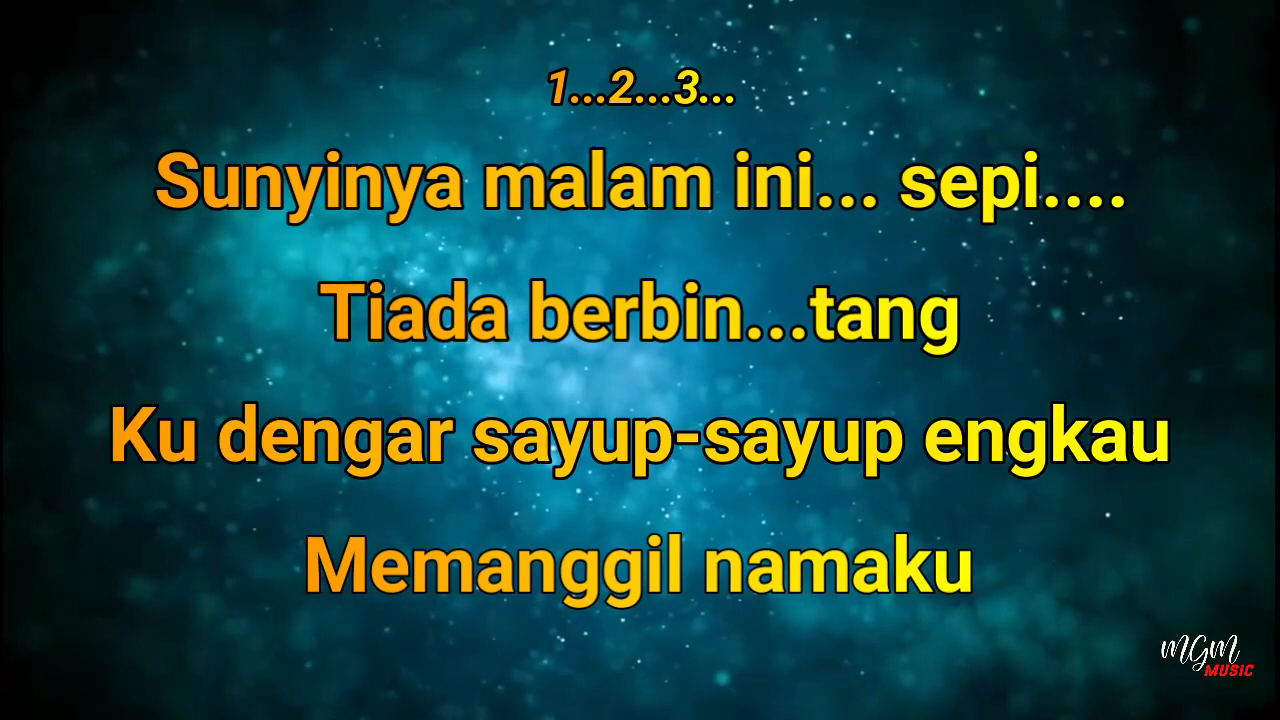 1...2...3...
Sunyinya malam ini... sepi....
Tiada berbin...tang
Ku dengar sayup-sayup engkau
Memanggil namaku
MGM
MUSIC